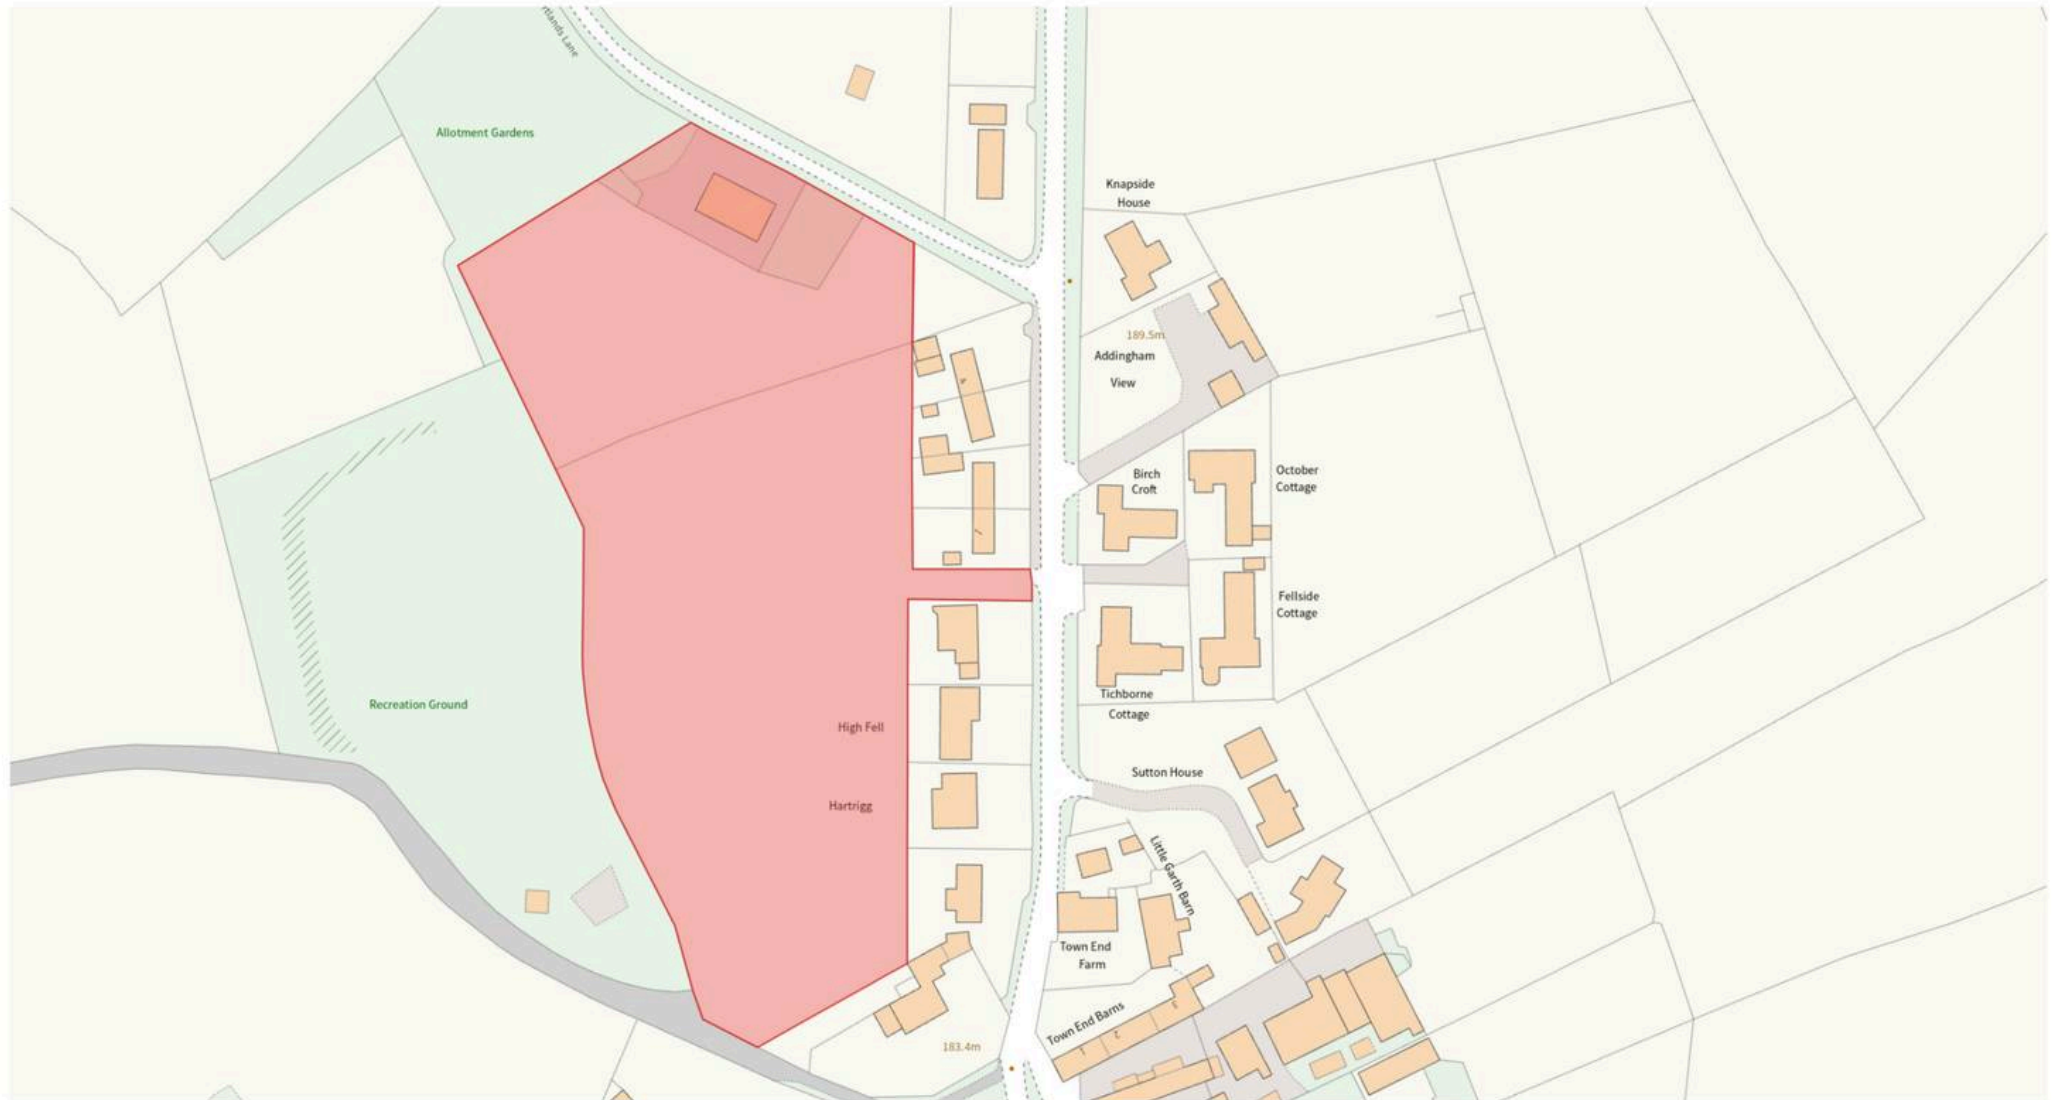 Allotment Gardens
Knapside
House
189.5m
Addingham
View
Birch
Croft
October
Cottage
Fellside
Cottage
Tichborne
Cottage
Recreation Ground
High Fell
Sutton House
Hartrigg
Little Garth Barn
Town End
Farm
Town End Barns
183.4m